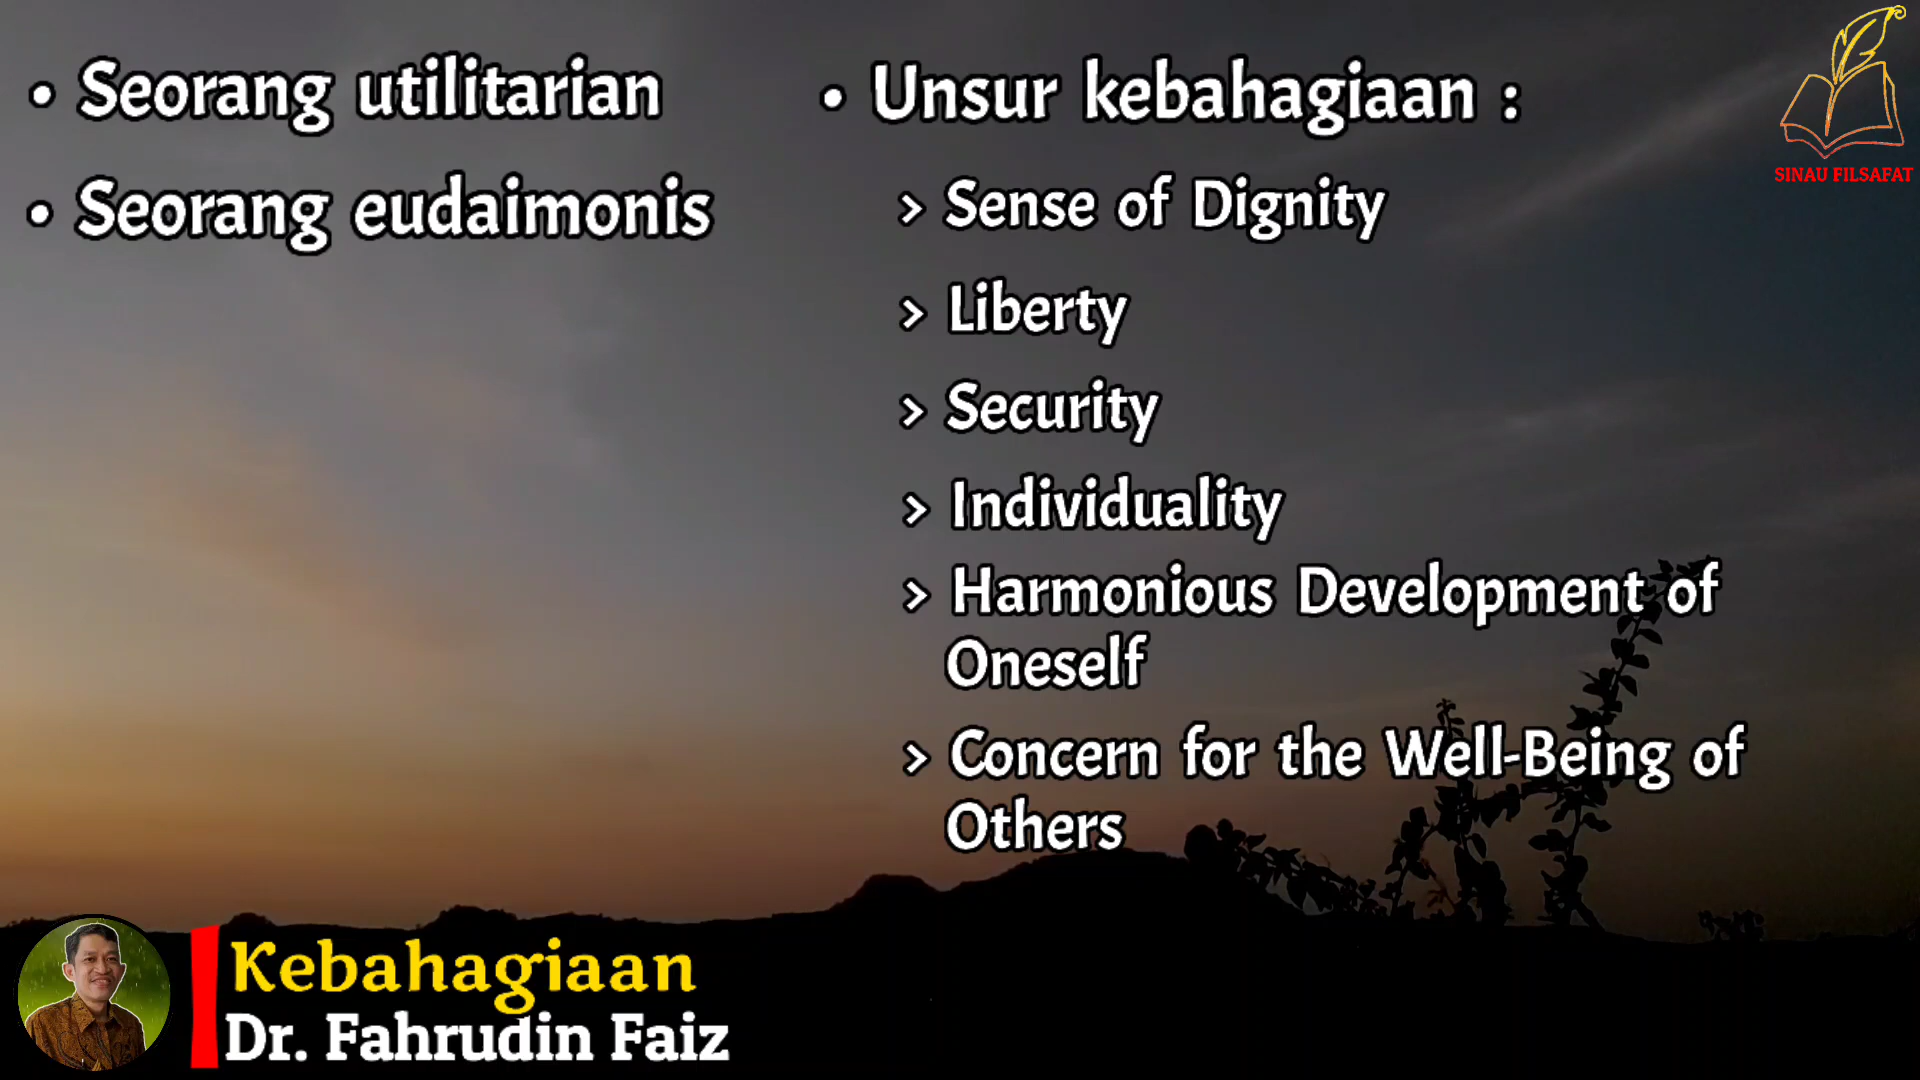 • Seorang utilitarian
• Seorang eudaimonis
• Unsur kebahagiaan :
> Sense of Dignity
> Liberty
> Security
> Individuality
> Harmonious Development of
Oneself
> Concern for the Well-Being of
Others
SINAU FILSAFAT
Kebahagiaan
Dr. Fahrudin Faiz